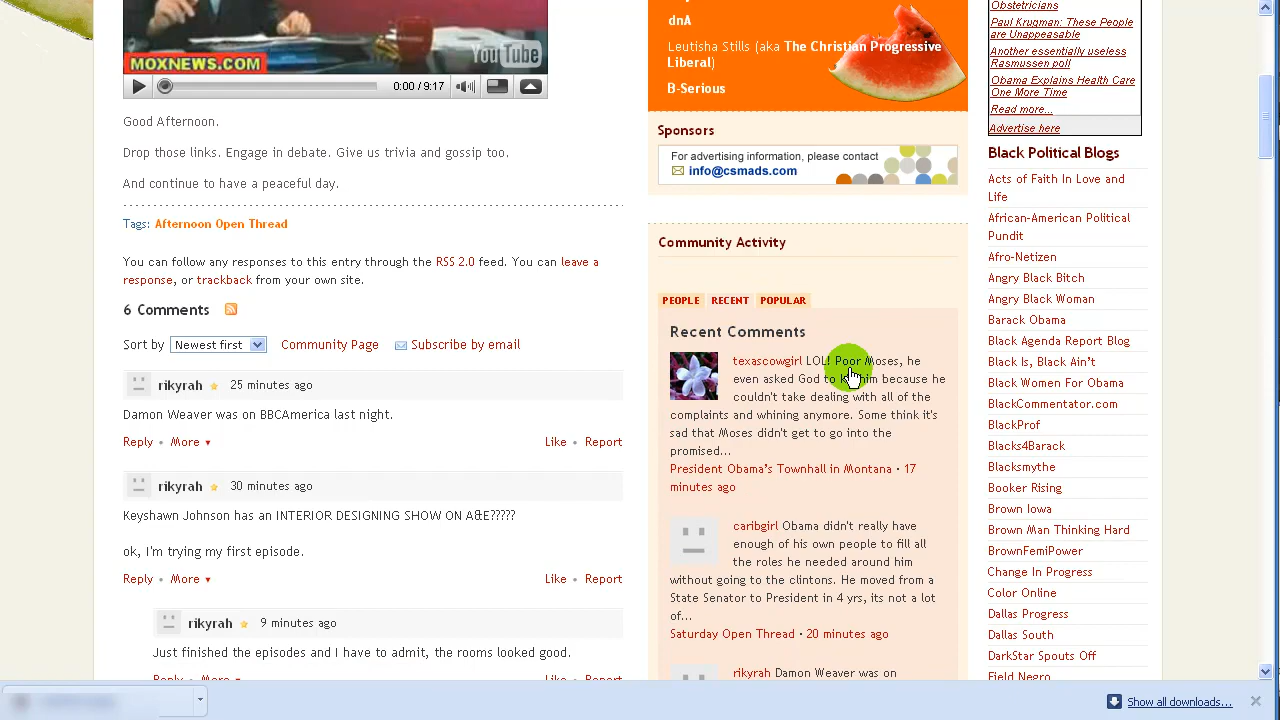 MOXNEWS.COM
YouTube
0:00 / 9:17
Good Afternoon.
Drop those links. Engage in debate. Give us trivia and gossip too.
And continue to have a peaceful day.
Tags: Afternoon Open Thread
You can follow any responses to this entry through the RSS 2.0 feed. You can leave a
response, or trackback from your own site.
6 Comments
Sort by Newest first Community Page Subscribe by email
rikyrah 25 minutes ago
Damon Weaver was on BBCAmerica last night.
Reply • More ▼ Like • Report
rikyrah 30 minutes ago
Keyshawn Johnson has an INTERIOR DESIGNING SHOW ON A&E?????
ok, I'm trying my first episode.
Reply • More ▼ Like • Report
rikyrah 9 minutes ago
Just finished the episodes and I have to admit, the rooms looked good.
Reply • More ▼ Like • Report
dnA
Leutisha Stills (aka The Christian Progressive
Liberal)
B-Serious
Sponsors
For advertising information, please contact
info@csmads.com
Community Activity
PEOPLE RECENT POPULAR
Recent Comments
texascowgirl LOL! Poor Moses, he
even asked God to him because he
couldn't take dealing with all of the
complaints and whining anymore. Some think it's
sad that Moses didn't get to go into the
promised...
President Obama's Townhall in Montana • 17
minutes ago
caribgirl Obama didn't really have
enough of his own people to fill all
the roles he needed around him
without going to the clintons. He moved from a
State Senator to President in 4 yrs, its not a lot
of...
Saturday Open Thread • 20 minutes ago
rikyrah Damon Weaver was on
Obstetricians
Paul Krugman: These People
are Unappeasable
Another essentially useless
Rasmussen poll
Obama Explains Health Care
One More Time
Read more...
Advertise here
Black Political Blogs
Acts of Faith In Love and
Life
African-American Political
Pundit
Afro-Netizen
Angry Black Bitch
Angry Black Woman
Barack Obama
Black Agenda Report Blog
Black Is, Black Ain't
Black Women For Obama
BlackCommentator.com
BlackProf
Blacks4Barack
Blacksmythe
Booker Rising
Brown Iowa
Brown Man Thinking Hard
BrownFemiPower
Change In Progress
Color Online
Dallas Progress
Dallas South
DarkStar Spouts Off
Field Negro
Show all downloads...